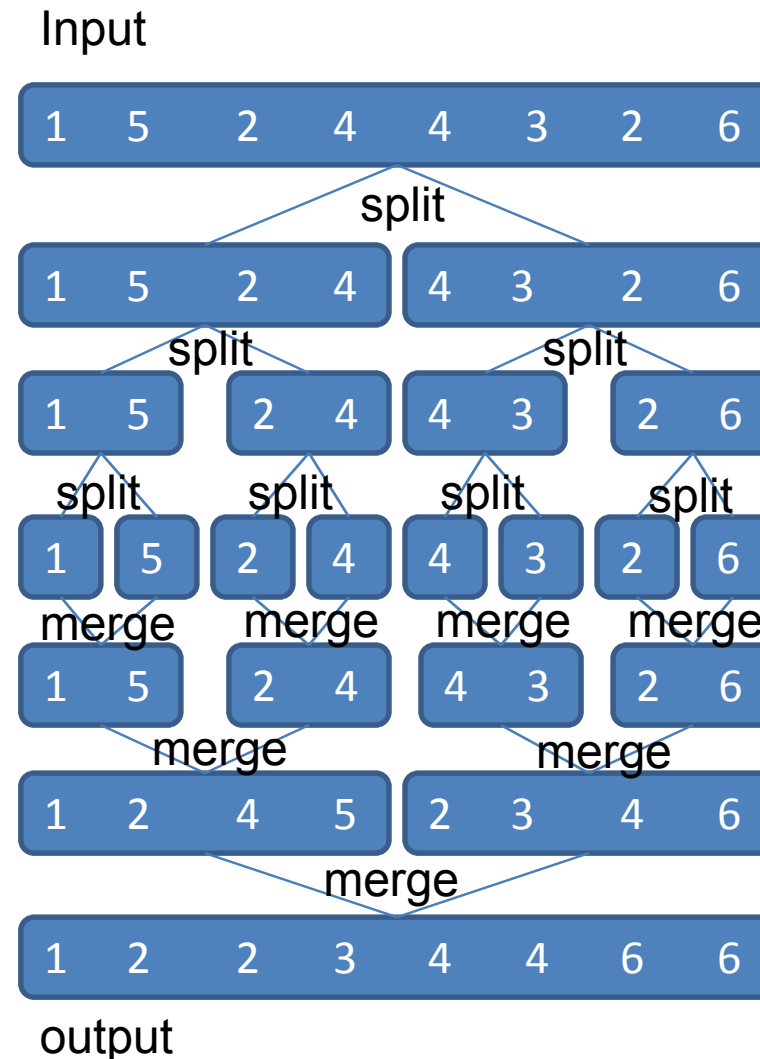 Input
1 5 2 4 4 3 2 6
split
1 5 2 4 4 3 2 6
split split
1 5 2 4 4 3 2 6
split split split split
1 5 2 4 4 3 2 6
merge merge merge merge
1 5 2 4 4 3 2 6
merge merge
1 2 4 5 2 3 4 6
merge
1 2 2 3 4 4 6 6
output